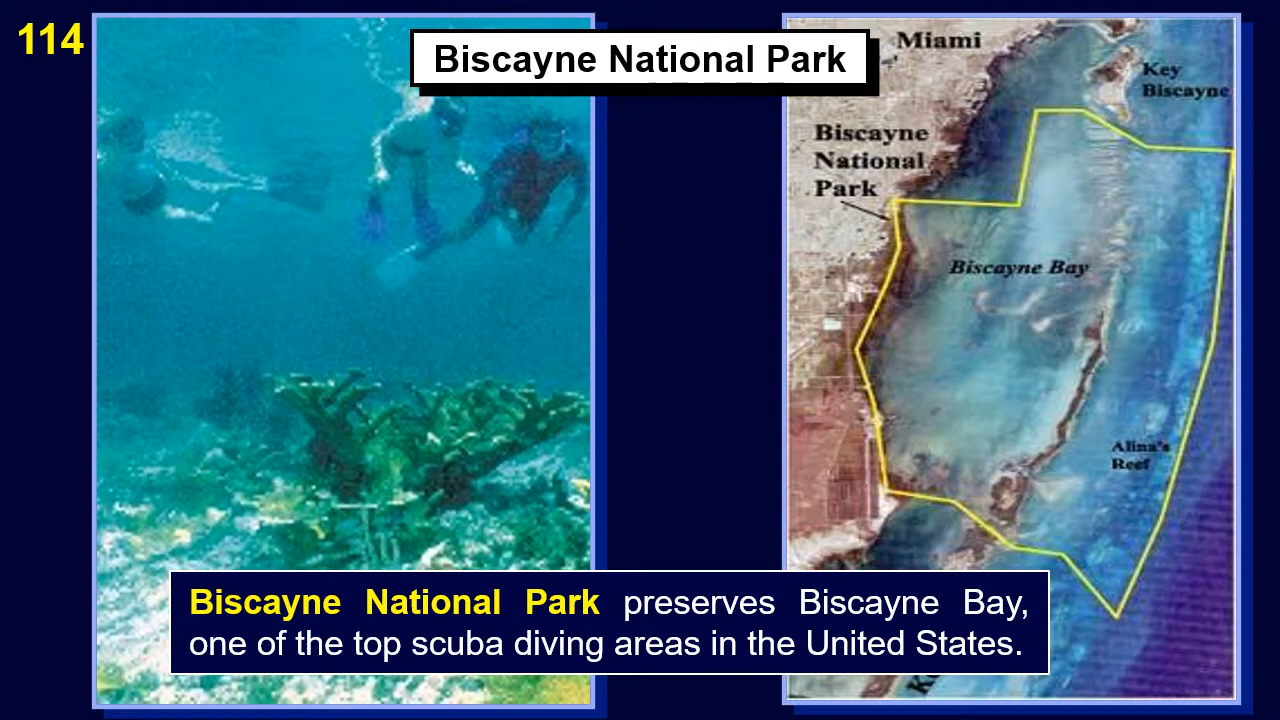 114
Biscayne National Park
Miami
Key
Biscayne
Biscayne
National
Park
Biscayne Bay
Alina's
Reef
Biscayne National Park preserves Biscayne Bay,
one of the top scuba diving areas in the United States.